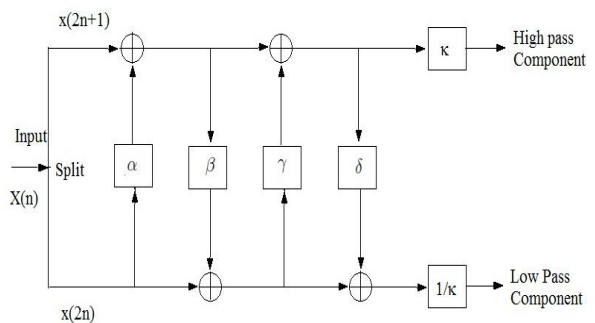 x(2n+1)
κ
High pass
Component
Input
X(n)
Split
α
β
γ
δ
x(2n)
1/κ
Low Pass
Component